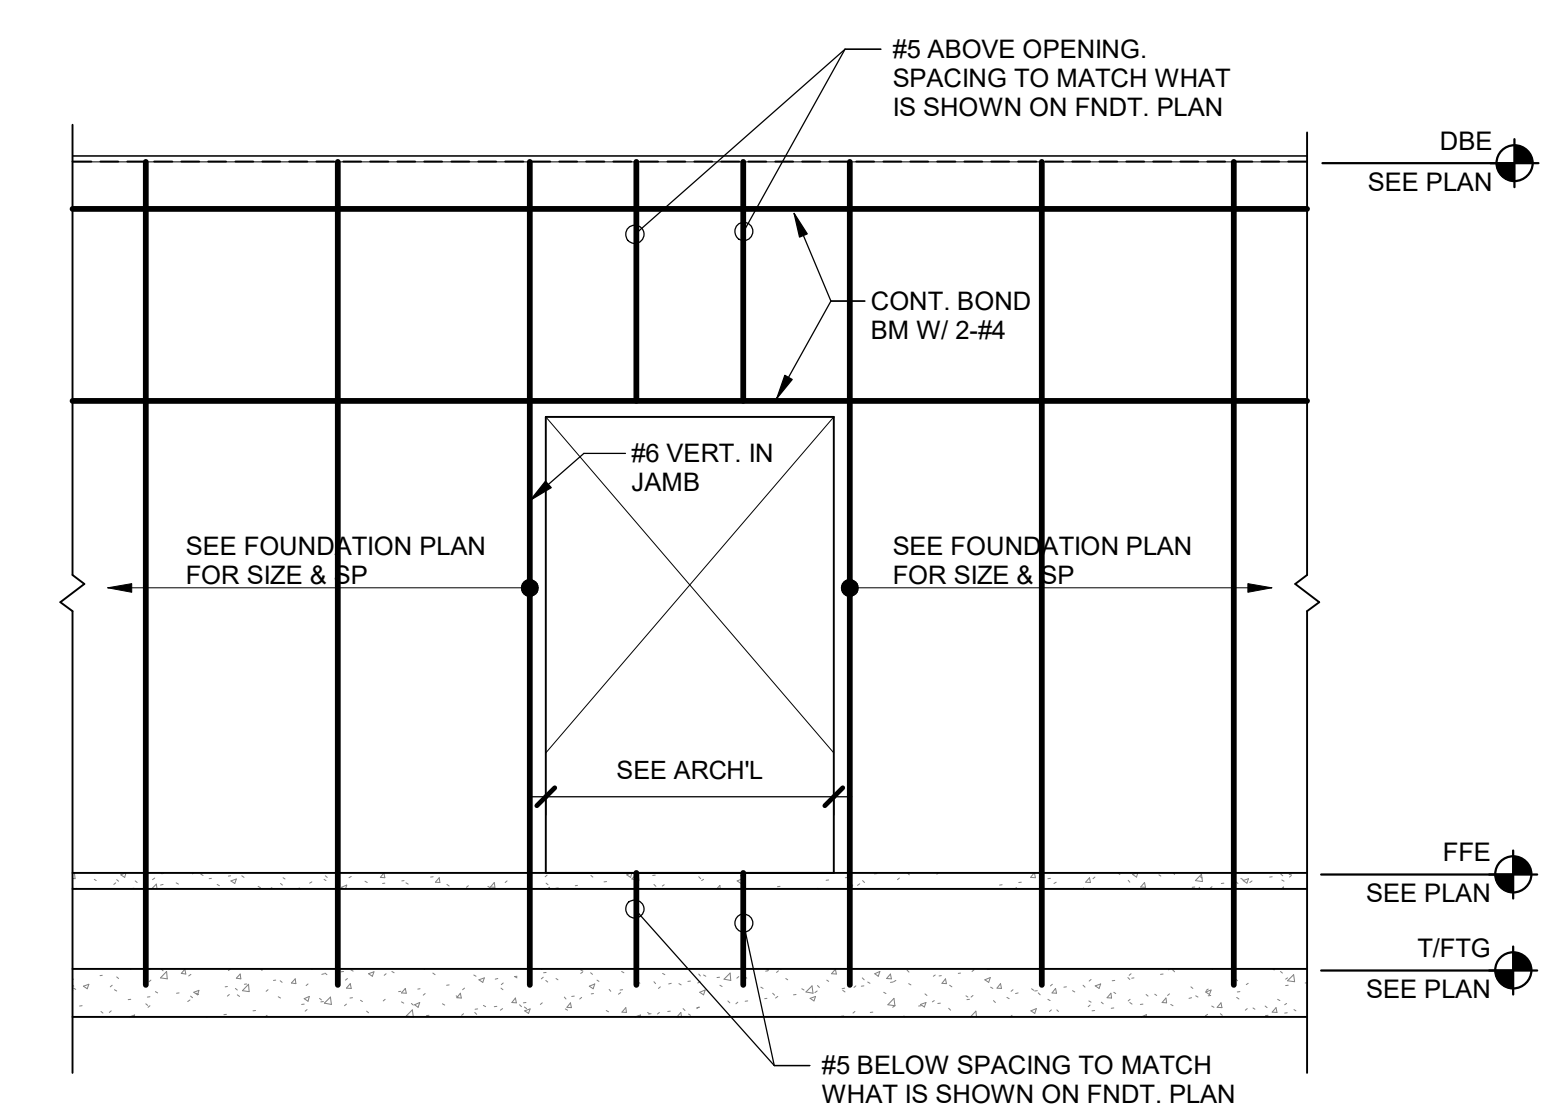 #5 ABOVE OPENING.
SPACING TO MATCH WHAT
IS SHOWN ON FNDT. PLAN
DBE
SEE PLAN
CONT. BOND
BM W/ 2-#4
#6 VERT. IN
JAMB
SEE FOUNDATION PLAN
FOR SIZE & SP
SEE FOUNDATION PLAN
FOR SIZE & SP
SEE ARCH'L
FFE
SEE PLAN
T/FTG
SEE PLAN
#5 BELOW SPACING TO MATCH
WHAT IS SHOWN ON FNDT. PLAN